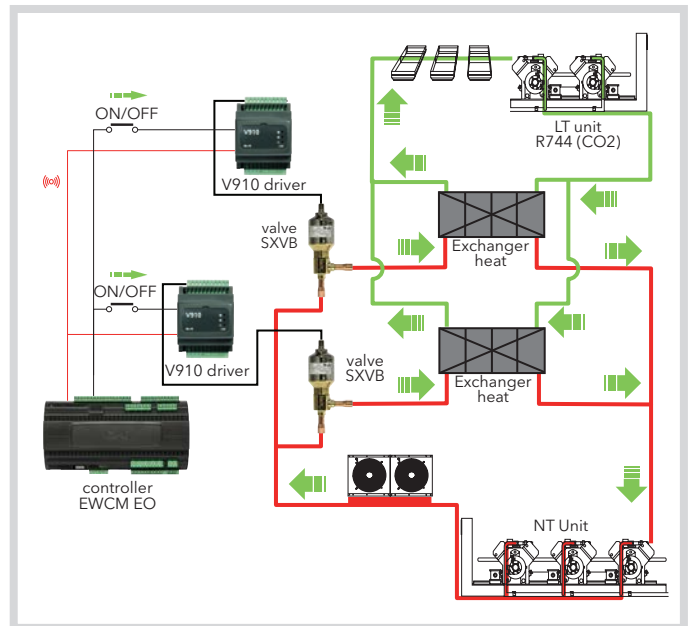 ON/OFF
V910
V910 driver
LT unit
R744 (CO2)
valve
SXVB
Exchanger
heat
ON/OFF
V910
V910 driver
valve
SXVB
Exchanger
heat
controller
EWCM EO
NT Unit